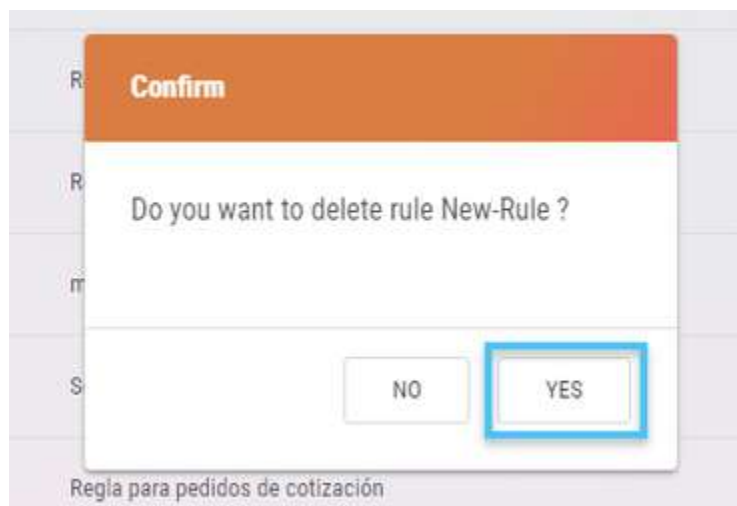 R
Confirm
R
Do you want to delete rule New-Rule ?
m
S
NO YES
Regla para pedidos de cotización